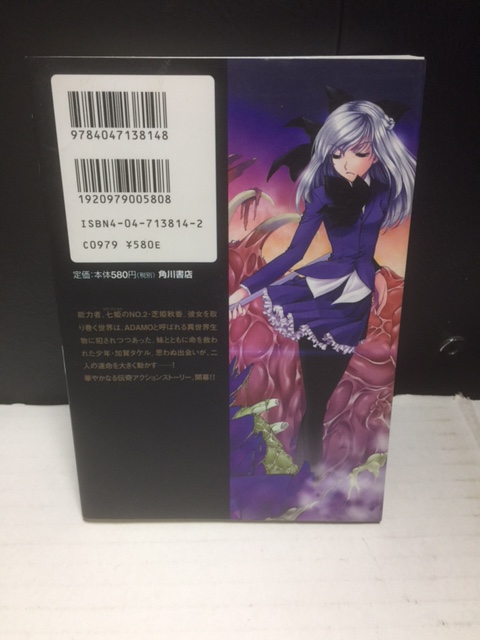 9784047138148
1920979005808
ISBN4-04-713814-2
C0979 ¥580E
定価:本体580円(税別) 角川書店
能力者、七姫のNO.2・芝姫秋香。彼女を取
り巻く世界は、ADAMOと呼ばれる異世界生
物に犯されつつあった。妹とともに命を救わ
れた少年・加賀タケル。思わぬ出会いが、二
人の運命を大きく動かす――!
華やかなる伝奇アクションストーリー、開幕!!